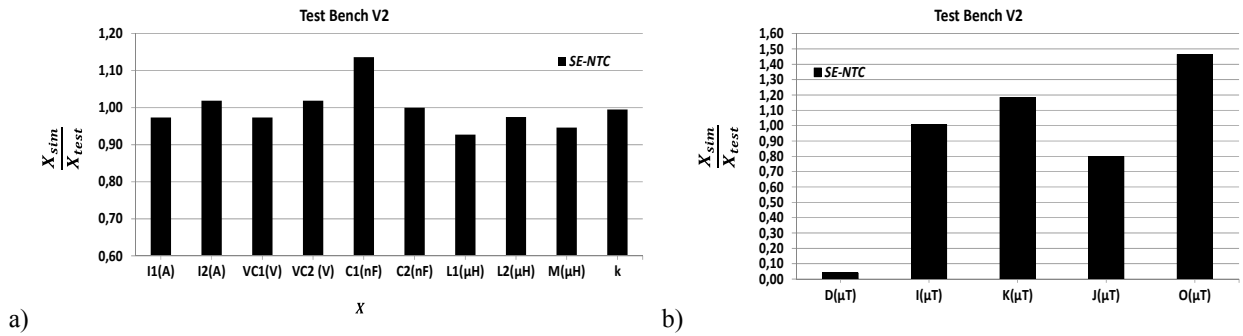 Test Bench V2
1,20
1,10
1,00
0,90
0,80
0,70
0,60
X_sim
X_test
SE-NTC
I1(A) I2(A) VC1(V) VC2 (V) C1(nF) C2(nF) L1(µH) L2(µH) M(µH) k
X
a)
Test Bench V2
1,60
1,50
1,40
1,30
1,20
1,10
1,00
0,90
0,80
0,70
0,60
0,50
0,40
0,30
0,20
0,10
0,00
X_sim
X_test
SE-NTC
D(µT) I(µT) K(µT) J(µT) O(µT)
b)